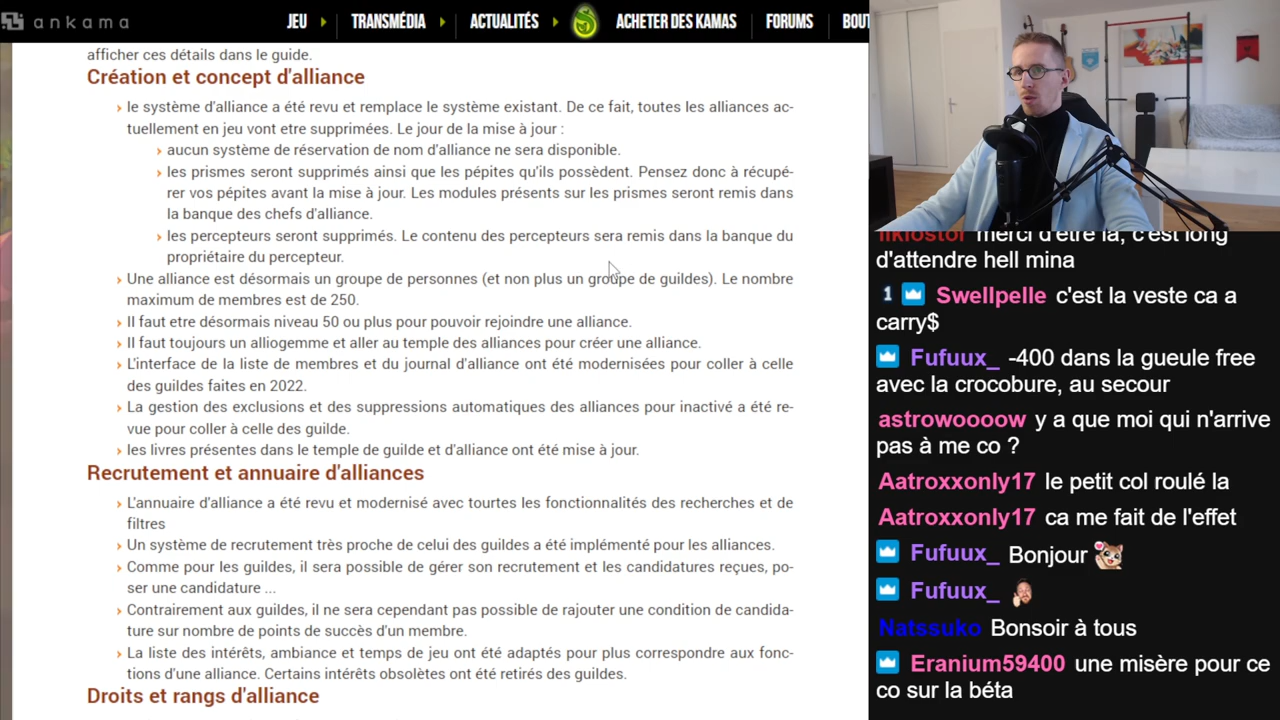 ankama
JEU
TRANSMÉDIA
ACTUALITÉS
ACHETER DES KAMAS
FORUMS
BOUT
afficher ces détails dans le guide.
Création et concept d'alliance
le système d'alliance a été revu et remplace le système existant. De ce fait, toutes les alliances ac-
tuellement en jeu vont etre supprimées. Le jour de la mise à jour :
aucun système de réservation de nom d'alliance ne sera disponible.
les prismes seront supprimés ainsi que les pépites qu'ils possèdent. Pensez donc à récupé-
rer vos pépites avant la mise à jour. Les modules présents sur les prismes seront remis dans
la banque des chefs d'alliance.
les percepteurs seront supprimés. Le contenu des percepteurs sera remis dans la banque du
propriétaire du percepteur.
Une alliance est désormais un groupe de personnes (et non plus un groupe de guildes). Le nombre
maximum de membres est de 250.
Il faut etre désormais niveau 50 ou plus pour pouvoir rejoindre une alliance.
Il faut toujours un alliogemme et aller au temple des alliances pour créer une alliance.
L'interface de la liste de membres et du journal d'alliance ont été modernisées pour coller à celle
des guildes faites en 2022.
La gestion des exclusions et des suppressions automatiques des alliances pour inactivé a été re-
vue pour coller à celle des guilde.
les livres présentes dans le temple de guilde et d'alliance ont été mise à jour.
Recrutement et annuaire d'alliances
L'annuaire d'alliance a été revu et modernisé avec tourtes les fonctionnalités des recherches et de
filtres
Un système de recrutement très proche de celui des guildes a été implémenté pour les alliances.
Comme pour les guildes, il sera possible de gérer son recrutement et les candidatures reçues, po-
ser une candidature ...
Contrairement aux guildes, il ne sera cependant pas possible de rajouter une condition de candida-
ture sur nombre de points de succès d'un membre.
La liste des intérêts, ambiance et temps de jeu ont été adaptés pour plus correspondre aux fonc-
tions d'une alliance. Certains intérêts obsolètes ont été retirés des guildes.
Droits et rangs d'alliance
merci d'être là, c'est long
d'attendre hell mina
1 Swellpelle c'est la veste ca a
carry$
Fufuux_ -400 dans la gueule free
avec la crocobure, au secour
astrowoooow y a que moi qui n'arrive
pas à me co ?
Aatroxxonly17 le petit col roulé la
Aatroxxonly17 ca me fait de l'effet
Fufuux_ Bonjour
Fufuux_
Natssuko Bonsoir à tous
Eranium59400 une misère pour ce
co sur la béta